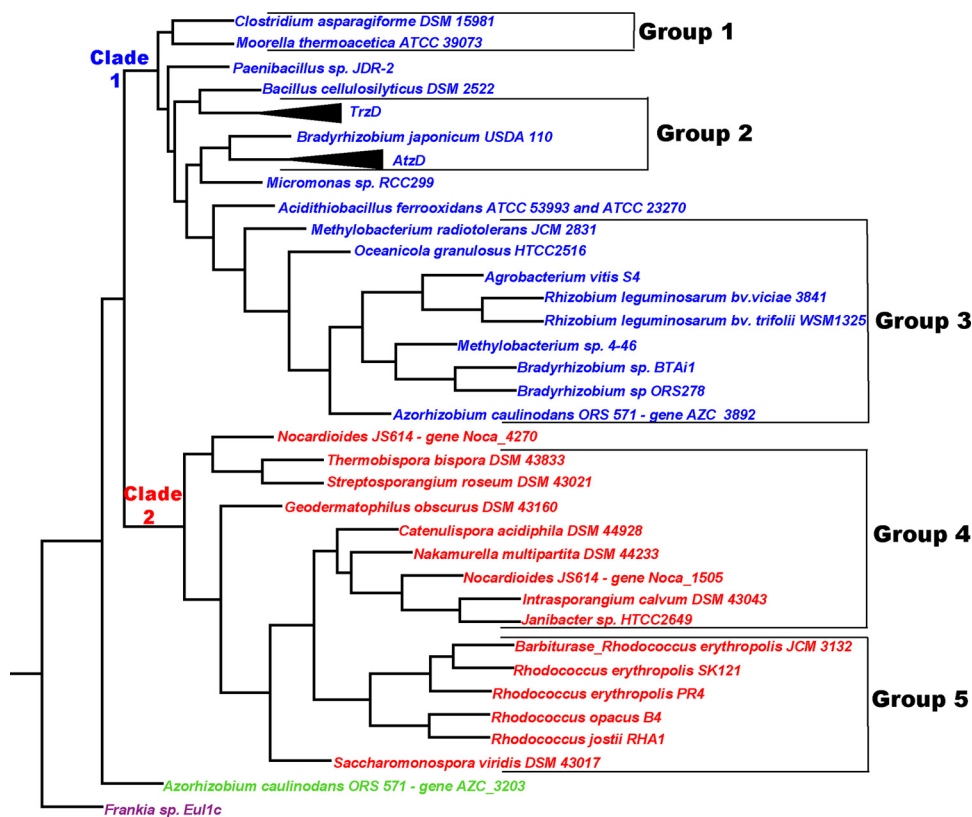 Clostridium asparagiforme DSM 15981
Group 1
Moorella thermoacetica ATCC 39073
Clade
1
Paenibacillus sp. JDR-2
Bacillus cellulosilyticus DSM 2522
TrzD
Group 2
Bradyrhizobium japonicum USDA 110
AtzD
Micromonas sp. RCC299
Acidithiobacillus ferrooxidans ATCC 53993 and ATCC 23270
Methylobacterium radiotolerans JCM 2831
Oceanicola granulosus HTCC2516
Agrobacterium vitis S4
Rhizobium leguminosarum bv.viciae 3841
Rhizobium leguminosarum bv. trifolii WSM1325
Group 3
Methylobacterium sp. 4-46
Bradyrhizobium sp. BTAi1
Bradyrhizobium sp ORS278
Azorhizobium caulinodans ORS 571 - gene AZC_3892
Nocardioides JS614 - gene Noca_4270
Thermobispora bispora DSM 43833
Streptosporangium roseum DSM 43021
Clade
2
Geodermatophilus obscurus DSM 43160
Catenulispora acidiphila DSM 44928
Group 4
Nakamurella multipartita DSM 44233
Nocardioides JS614 - gene Noca_1505
Intrasporangium calvum DSM 43043
Janibacter sp. HTCC2649
Barbiturase_Rhodococcus erythropolis JCM 3132
Rhodococcus erythropolis SK121
Rhodococcus erythropolis PR4
Group 5
Rhodococcus opacus B4
Rhodococcus jostii RHA1
Saccharomonospora viridis DSM 43017
Azorhizobium caulinodans ORS 571 - gene AZC_3203
Frankia sp. EuI1c